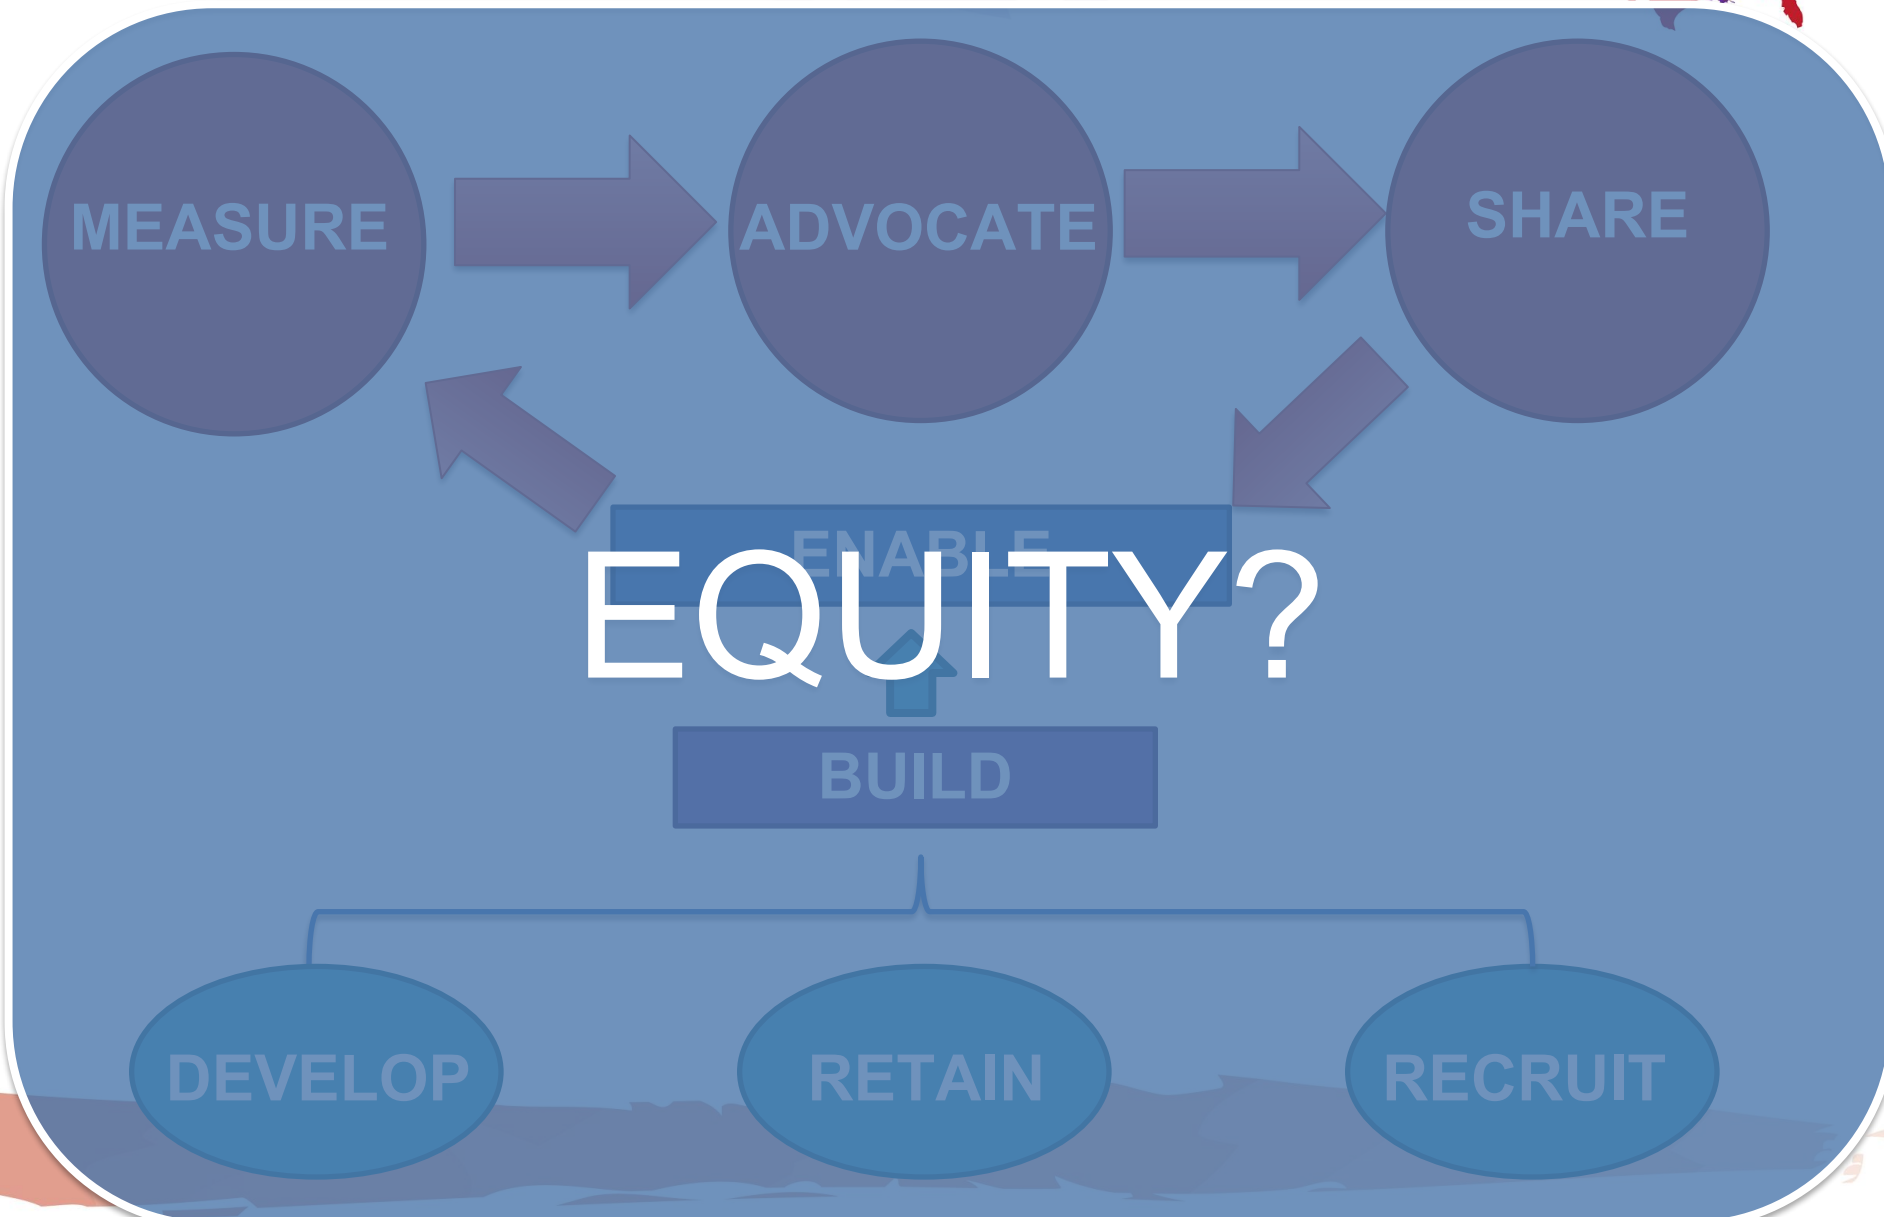 MEASURE
ADVOCATE
SHARE
ENABLE
EQUITY?
BUILD
DEVELOP
RETAIN
RECRUIT